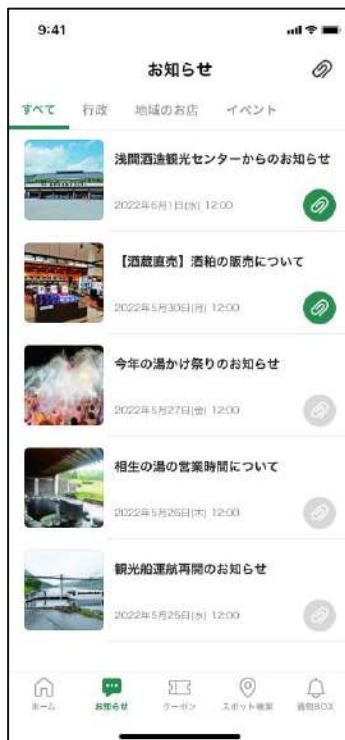 9:41
お知らせ
すべて 行政 地域のお店 イベント
浅間酒造観光センターからのお知らせ
2022年6月1日(水) 12:00
【酒蔵直売】酒粕の販売について
2022年5月30日(月) 12:00
今年の湯かけ祭りのお知らせ
2022年5月27日(金) 12:00
相生の湯の営業時間について
2022年5月26日(木) 12:00
観光船運航再開のお知らせ
2022年5月25日(水) 12:00
ホーム お知らせ クーポン スポット検索 通知BOX